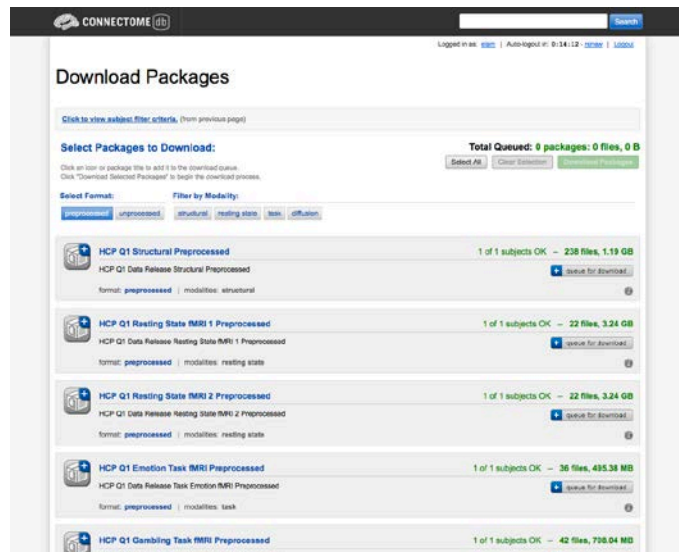 CONNECTOME db
Search
Logged in as: elam | Auto-logout in: 0:14:12 - renew | Logout
Download Packages
Click to view subject filter criteria. (from previous page)
Select Packages to Download:
Total Queued: 0 packages: 0 files, 0 B
Click an icon or package title to add it to the download queue.
Click "Download Selected Packages" to begin the download process.
Select All Clear Selection Download Packages
Select Format: Filter by Modality:
preprocessed unprocessed structural resting state task diffusion
HCP Q1 Structural Preprocessed 1 of 1 subjects OK – 238 files, 1.19 GB
HCP Q1 Data Release Structural Preprocessed queue for download
format: preprocessed | modalities: structural
HCP Q1 Resting State fMRI 1 Preprocessed 1 of 1 subjects OK – 22 files, 3.24 GB
HCP Q1 Data Release Resting State fMRI 1 Preprocessed queue for download
format: preprocessed | modalities: resting state
HCP Q1 Resting State fMRI 2 Preprocessed 1 of 1 subjects OK – 22 files, 3.24 GB
HCP Q1 Data Release Resting State fMRI 2 Preprocessed queue for download
format: preprocessed | modalities: resting state
HCP Q1 Emotion Task fMRI Preprocessed 1 of 1 subjects OK – 36 files, 495.38 MB
HCP Q1 Data Release Task Emotion fMRI Preprocessed queue for download
format: preprocessed | modalities: task
HCP Q1 Gambling Task fMRI Preprocessed 1 of 1 subjects OK – 42 files, 798.04 MB